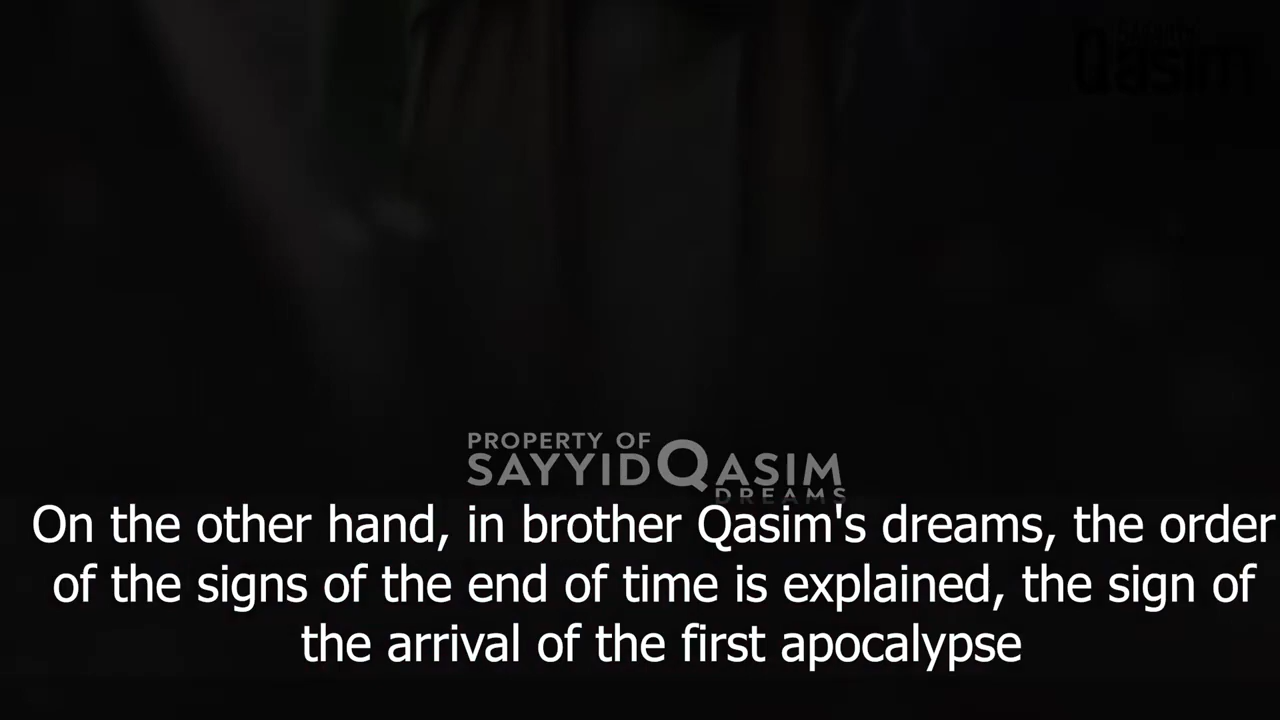 Qasim
PROPERTY OF
SAYYIDQASIM
DREAMS
On the other hand, in brother Qasim's dreams, the order
of the signs of the end of time is explained, the sign of
the arrival of the first apocalypse